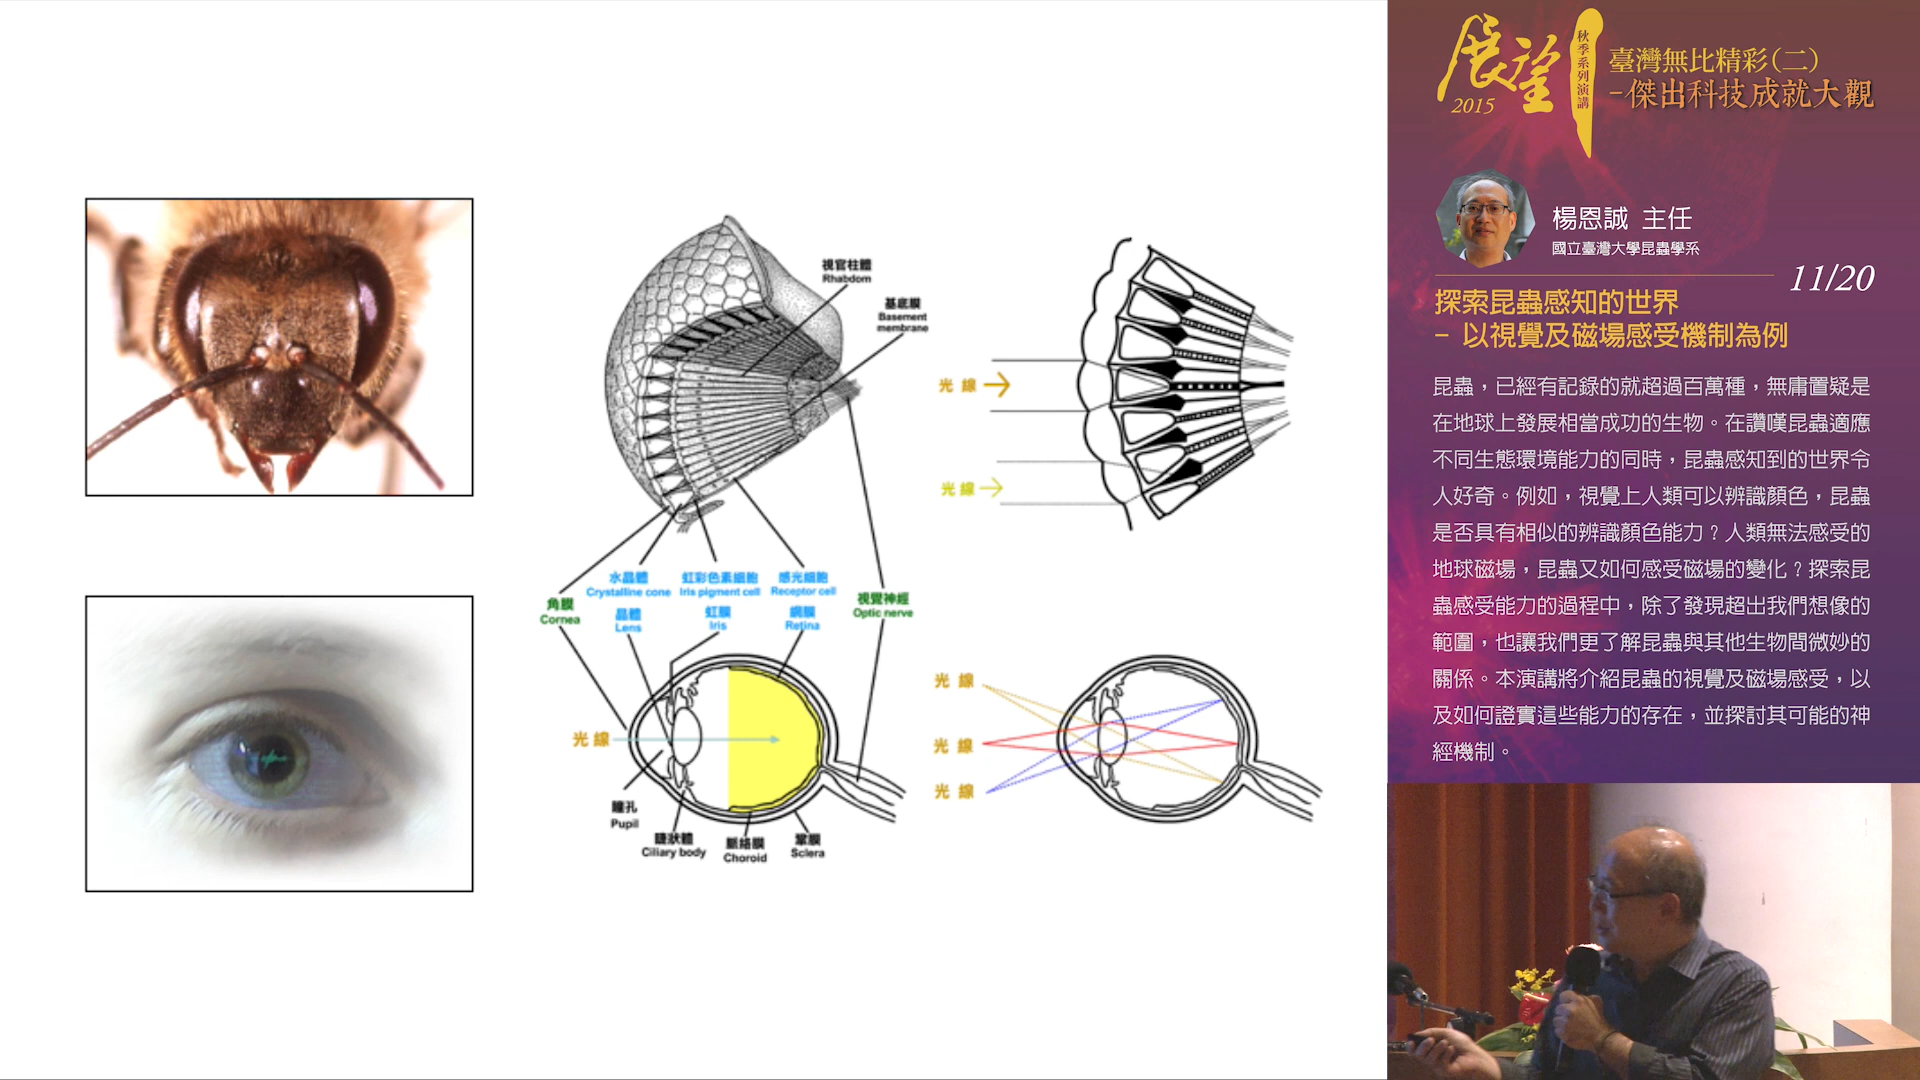 視官柱體
Rhabdom
基底膜
Basement
membrane
光線
光線
水晶體
Crystalline cone
虹彩色素細胞
Iris pigment cell
感光細胞
Receptor cell
角膜
Cornea
晶體
Lens
虹膜
Iris
網膜
Retina
視覺神經
Optic nerve
光線
瞳孔
Pupil
睫狀體
Ciliary body
脈絡膜
Choroid
鞏膜
Sclera
光線
光線
光線
展望
2015
秋季系列演講
臺灣無比精彩(二)
-傑出科技成就大觀
楊恩誠 主任
國立臺灣大學昆蟲學系
11/20
探索昆蟲感知的世界
- 以視覺及磁場感受機制為例
昆蟲，已經有記錄的就超過百萬種，無庸置疑是
在地球上發展相當成功的生物。在讚嘆昆蟲適應
不同生態環境能力的同時，昆蟲感知到的世界令
人好奇。例如，視覺上人類可以辨識顏色，昆蟲
是否具有相似的辨識顏色能力？人類無法感受的
地球磁場，昆蟲又如何感受磁場的變化？探索昆
蟲感受能力的過程中，除了發現超出我們想像的
範圍，也讓我們更了解昆蟲與其他生物間微妙的
關係。本演講將介紹昆蟲的視覺及磁場感受，以
及如何證實這些能力的存在，並探討其可能的神
經機制。